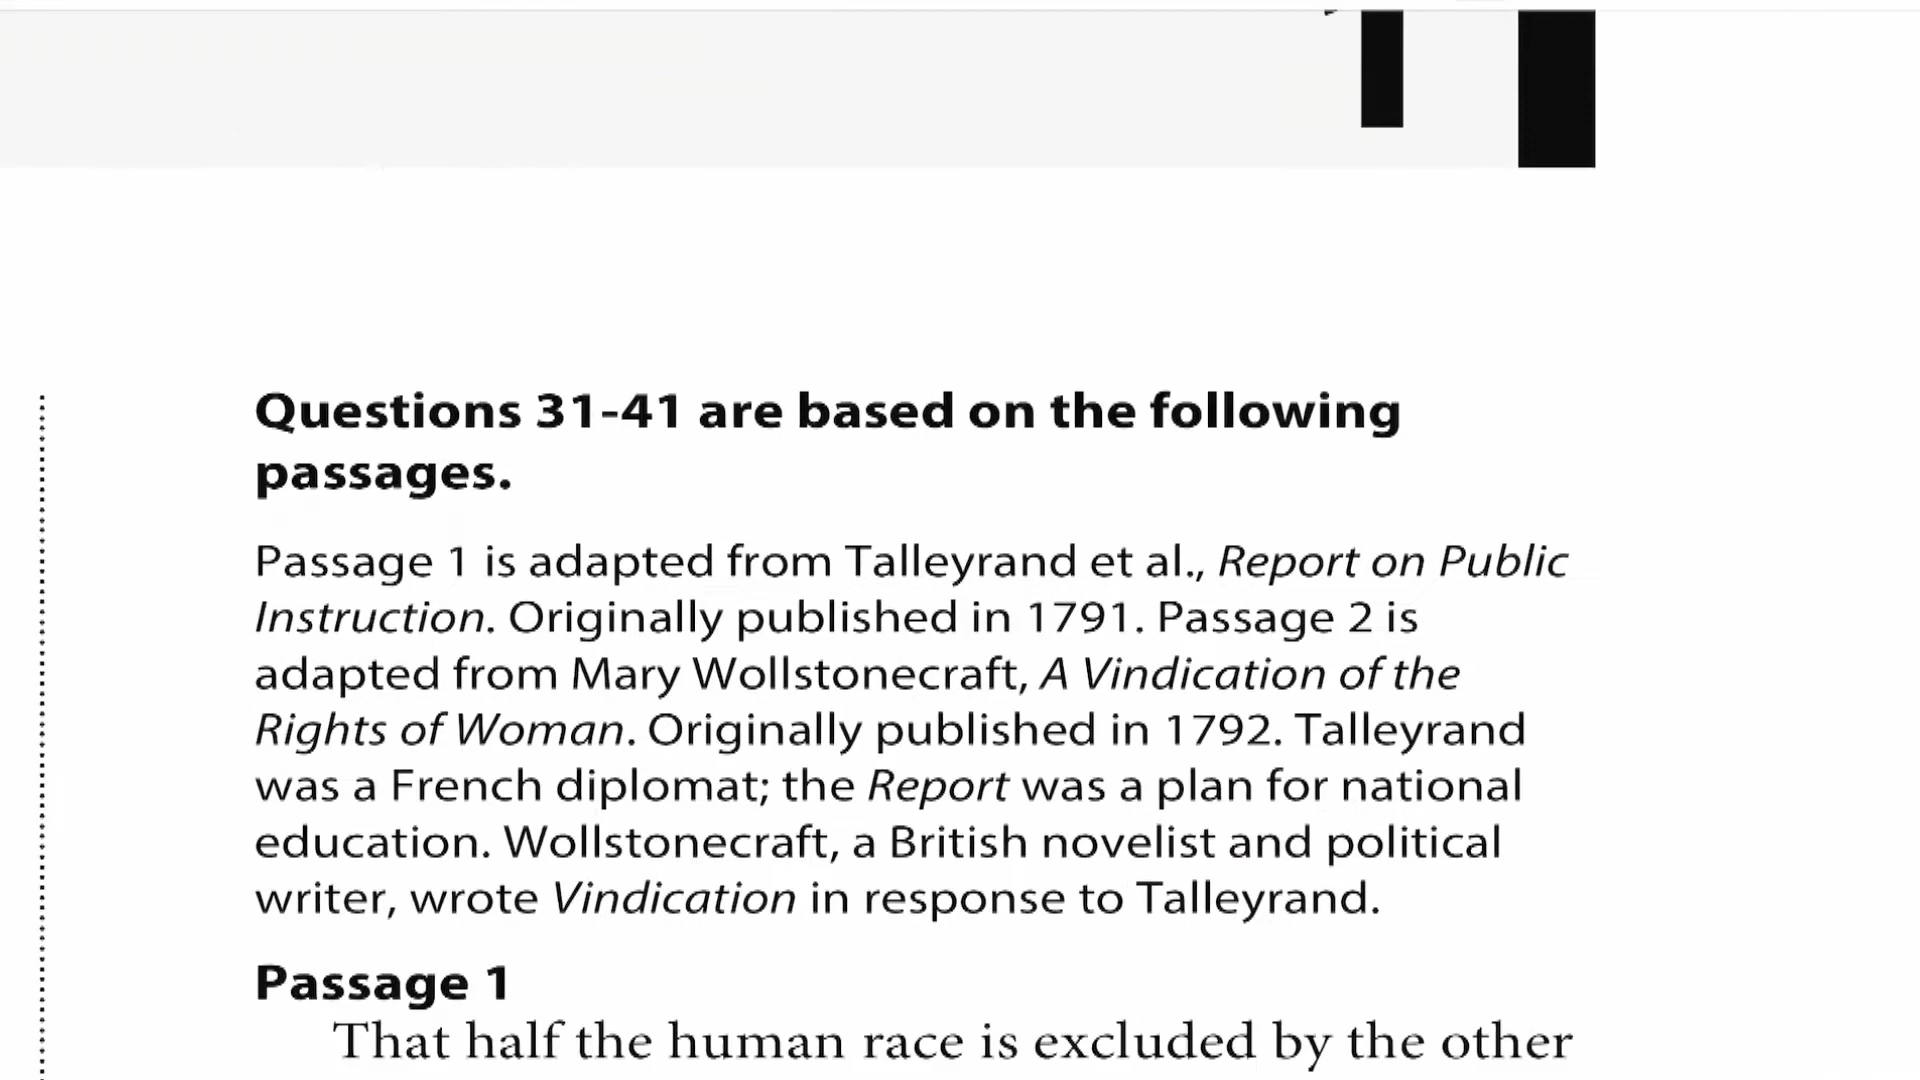 Questions 31-41 are based on the following
passages.
Passage 1 is adapted from Talleyrand et al., Report on Public
Instruction. Originally published in 1791. Passage 2 is
adapted from Mary Wollstonecraft, A Vindication of the
Rights of Woman. Originally published in 1792. Talleyrand
was a French diplomat; the Report was a plan for national
education. Wollstonecraft, a British novelist and political
writer, wrote Vindication in response to Talleyrand.
Passage 1
That half the human race is excluded by the other